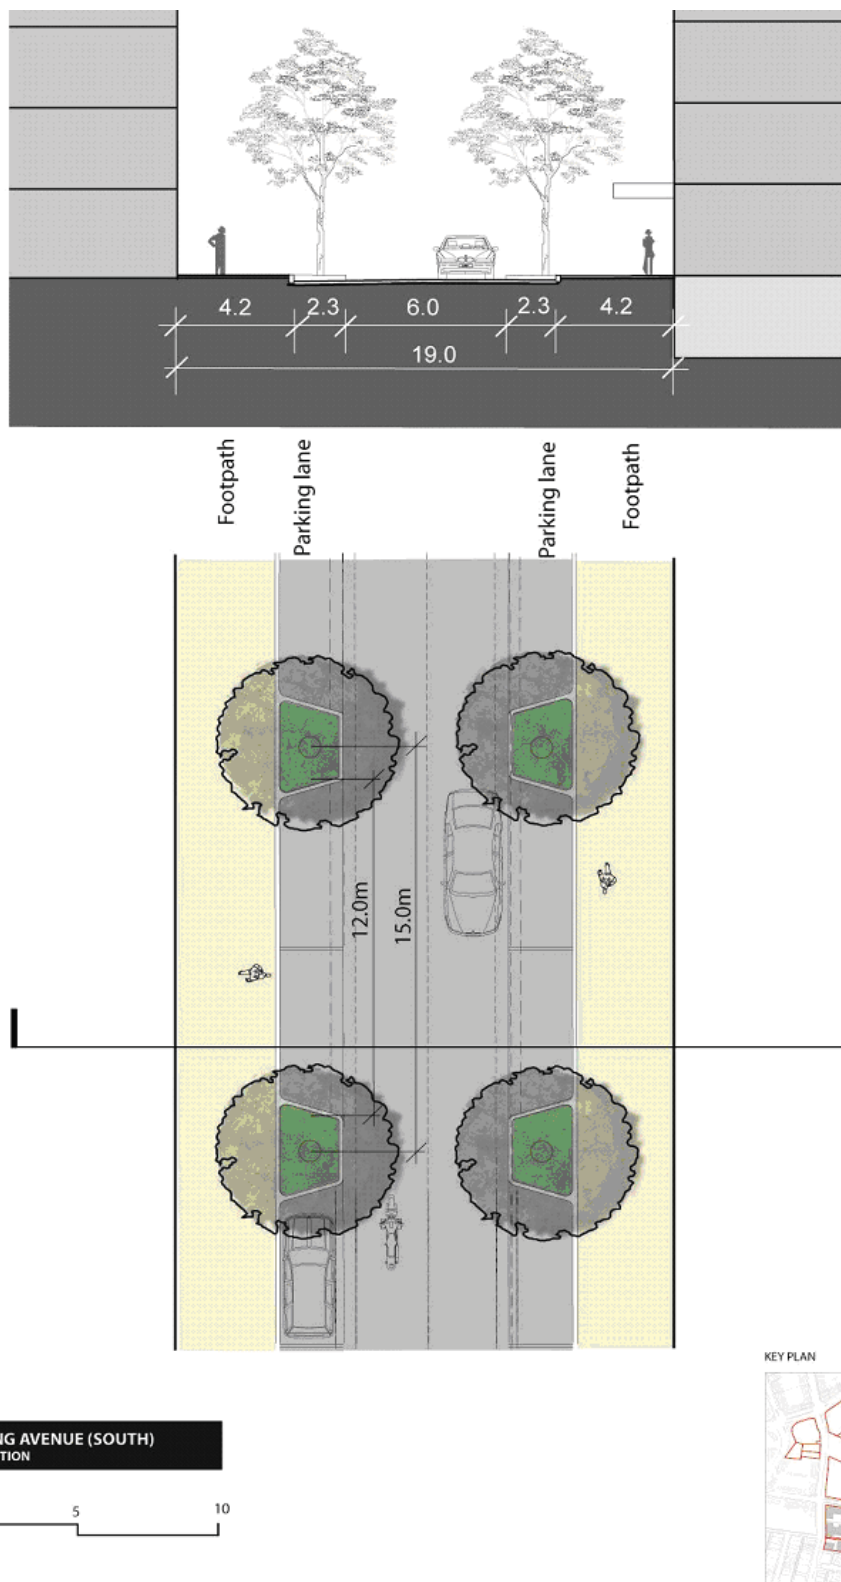 4.2 2.3 6.0 2.3 4.2
19.0
Footpath
Parking lane
Parking lane
Footpath
12.0m
15.0m
KEY PLAN
NG AVENUE (SOUTH)
TION
5 10